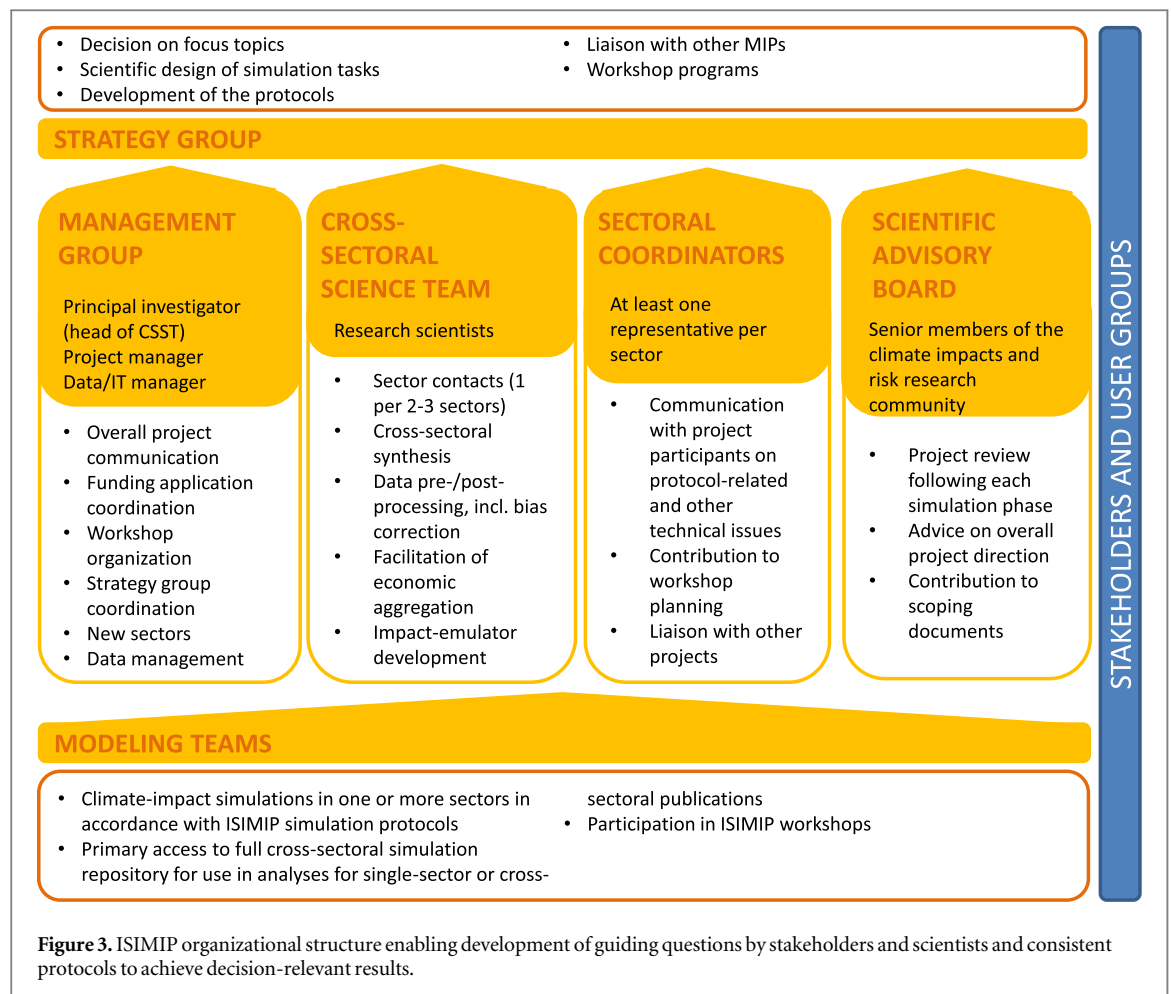 • Decision on focus topics
• Scientific design of simulation tasks
• Development of the protocols
• Liaison with other MIPs
• Workshop programs
STRATEGY GROUP
MANAGEMENT
GROUP
Principal investigator
(head of CSST)
Project manager
Data/IT manager
• Overall project
communication
• Funding application
coordination
• Workshop
organization
• Strategy group
coordination
• New sectors
• Data management
CROSS-
SECTORAL
SCIENCE TEAM
Research scientists
• Sector contacts (1
per 2-3 sectors)
• Cross-sectoral
synthesis
• Data pre-/post-
processing, incl. bias
correction
• Facilitation of
economic
aggregation
• Impact-emulator
development
SECTORAL
COORDINATORS
At least one
representative per
sector
• Communication
with project
participants on
protocol-related
and other
technical issues
• Contribution to
workshop
planning
• Liaison with other
projects
SCIENTIFIC
ADVISORY
BOARD
Senior members of the
climate impacts and
risk research
community
• Project review
following each
simulation phase
• Advice on overall
project direction
• Contribution to
scoping
documents
STAKEHOLDERS AND USER GROUPS
MODELING TEAMS
• Climate-impact simulations in one or more sectors in
accordance with ISIMIP simulation protocols
• Primary access to full cross-sectoral simulation
repository for use in analyses for single-sector or cross-
sectoral publications
• Participation in ISIMIP workshops
Figure 3. ISIMIP organizational structure enabling development of guiding questions by stakeholders and scientists and consistent
protocols to achieve decision-relevant results.